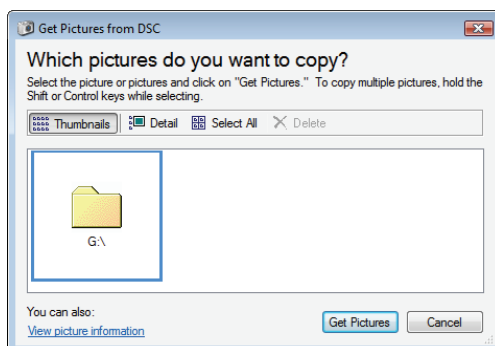 Get Pictures from DSC
Which pictures do you want to copy?
Select the picture or pictures and click on "Get Pictures."  To copy multiple pictures, hold the
Shift or Control keys while selecting.
Thumbnails Detail Select All Delete
G:\
You can also:
View picture information
Get Pictures Cancel